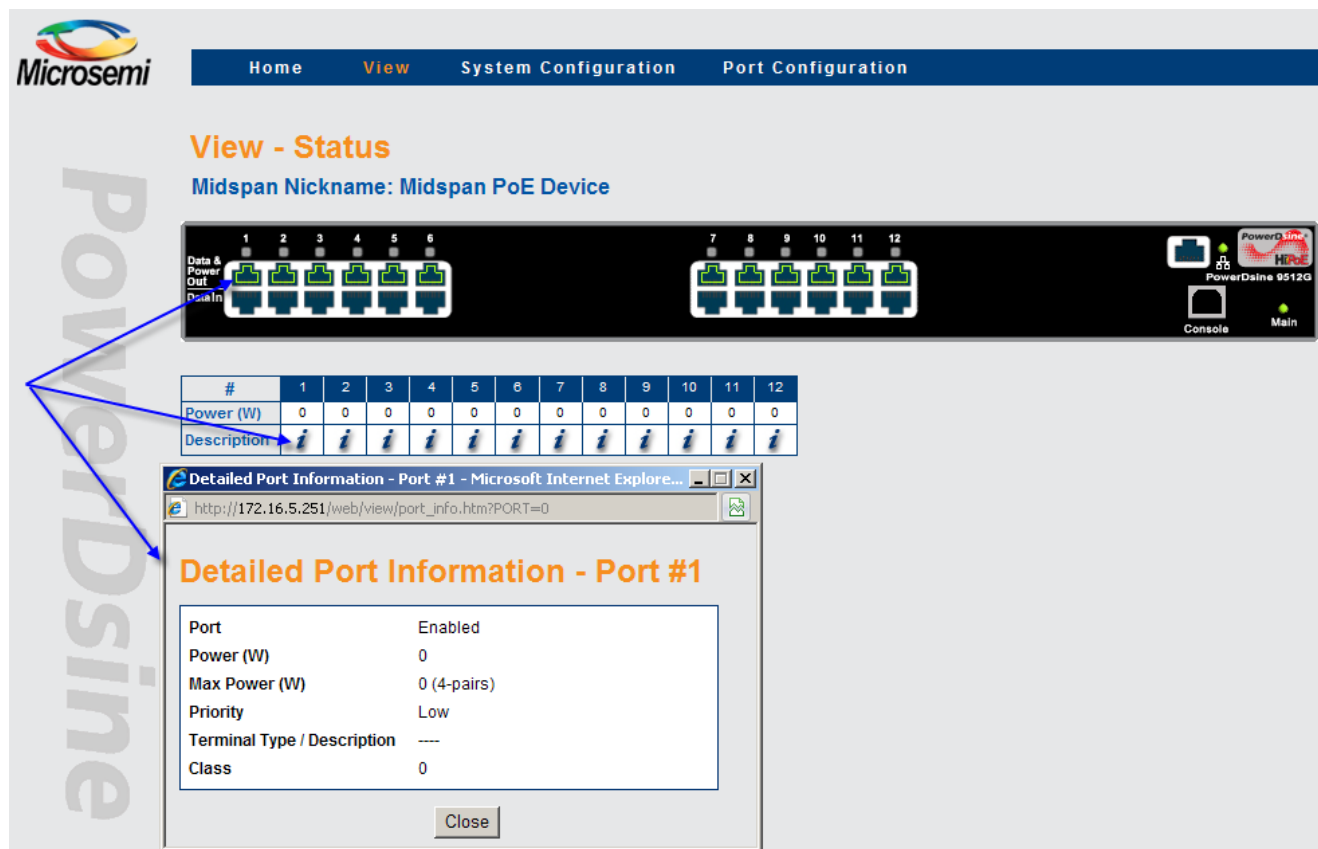 Microsemi
Home View System Configuration Port Configuration
View - Status
Midspan Nickname: Midspan PoE Device
PowerDsine
1 2 3 4 5 6 7 8 9 10 11 12
Data &
Power
Out
Data In
PowerDsine
HiPoE
PowerDsine 9512G
Console
Main
# 1 2 3 4 5 6 7 8 9 10 11 12
Power (W) 0 0 0 0 0 0 0 0 0 0 0 0
Description i i i i i i i i i i i i
Detailed Port Information - Port #1 - Microsoft Internet Explore...
http://172.16.5.251/web/view/port_info.htm?PORT=0
Detailed Port Information - Port #1
Port Enabled
Power (W) 0
Max Power (W) 0 (4-pairs)
Priority Low
Terminal Type / Description ----
Class 0
Close